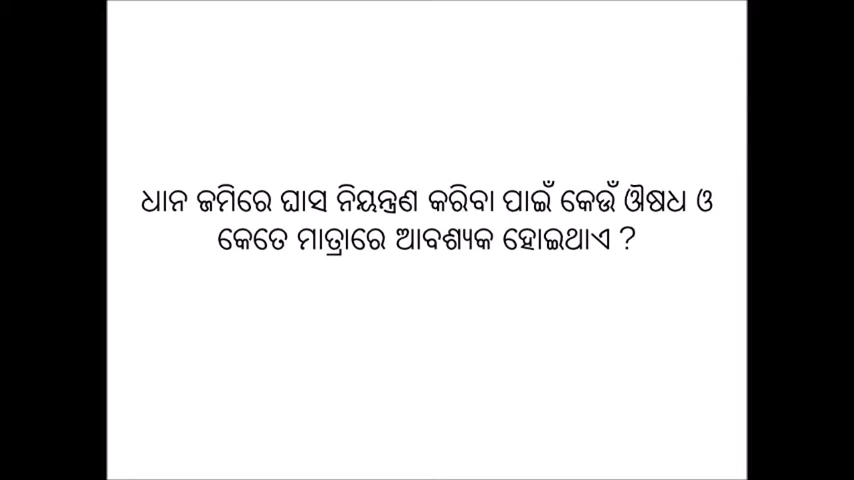 ଧାନ ଜମିରେ ଘାସ ନିୟନ୍ତ୍ରଣ କରିବା ପାଇଁ କେଉଁ ଔଷଧ ଓ
କେତେ ମାତ୍ରାରେ ଆବଶ୍ୟକ ହୋଇଥାଏ ?